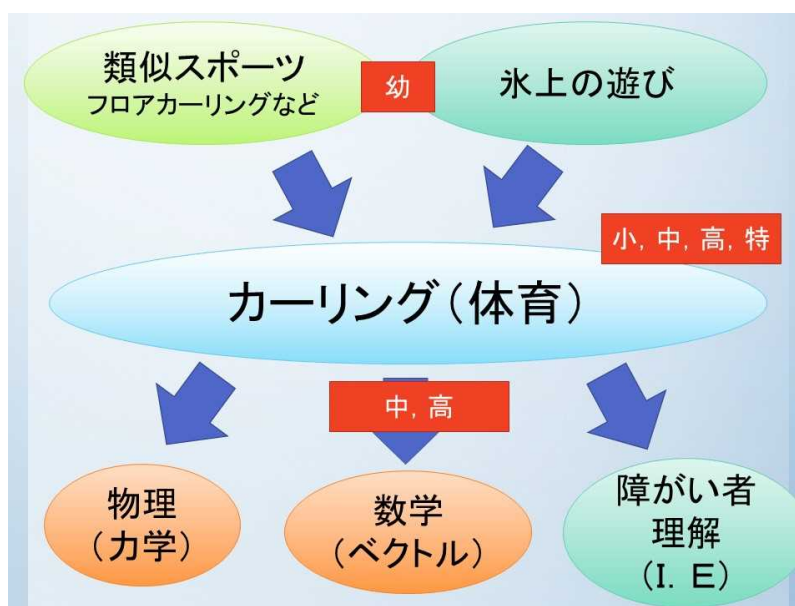 類似スポーツ
フロアカーリングなど
幼
氷上の遊び
小, 中, 高, 特
カーリング(体育)
中, 高
物理
(力学)
数学
(ベクトル)
障がい者
理解
(I. E)